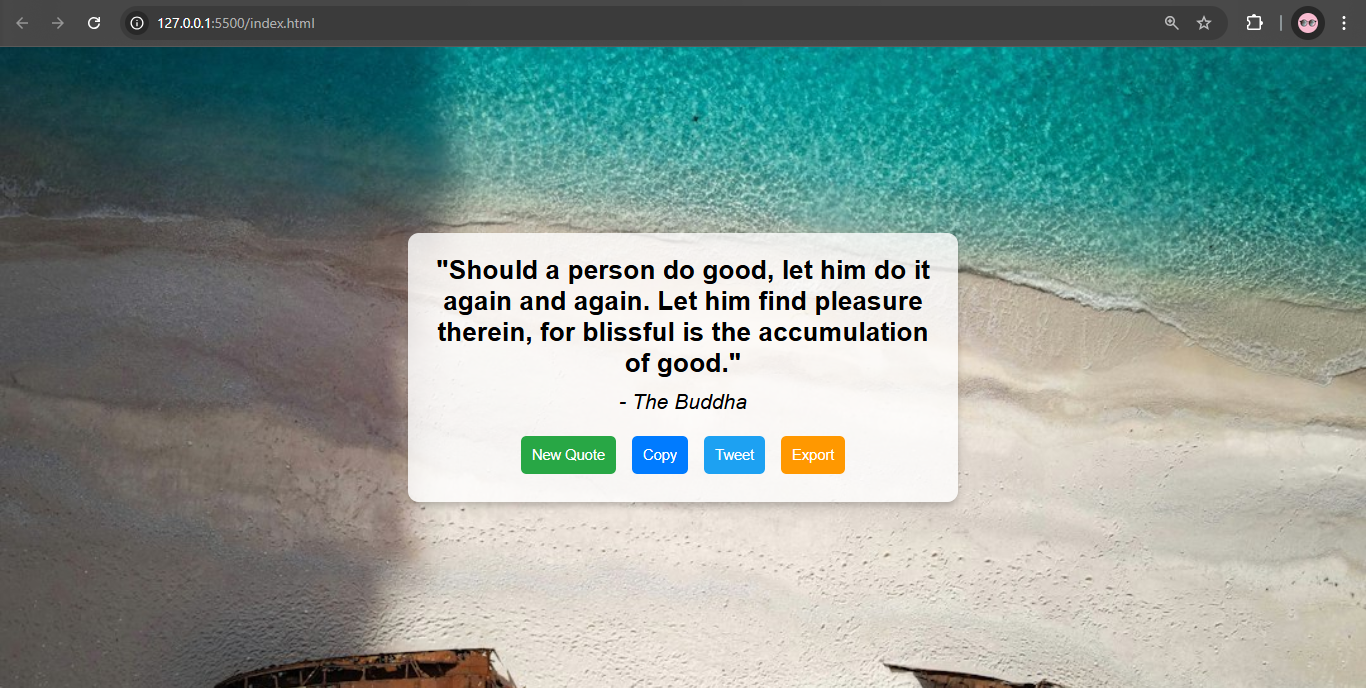 127.0.0.1:5500/index.html
"Should a person do good, let him do it
again and again. Let him find pleasure
therein, for blissful is the accumulation
of good."
- The Buddha
New Quote Copy Tweet Export